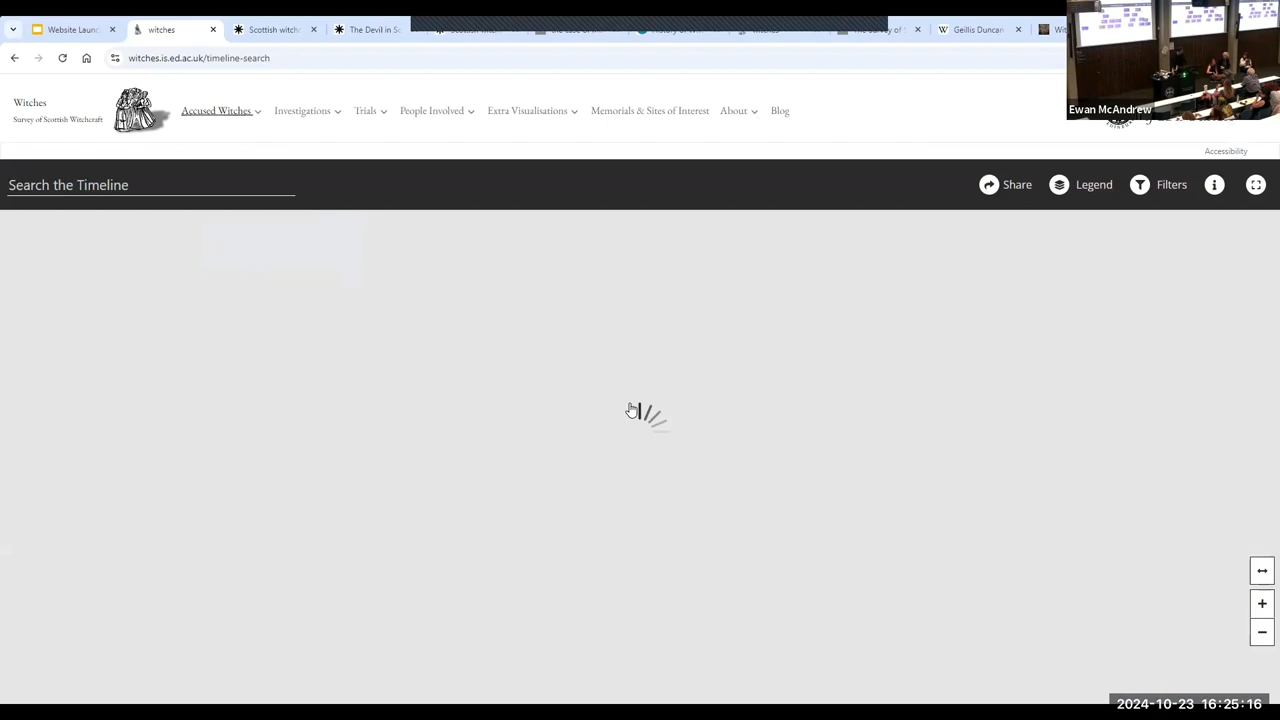 Website Launc
witches
Scottish witch
The Devil in S
Geillis Duncan
Wit
witches.is.ed.ac.uk/timeline-search
Witches
Survey of Scottish Witchcraft
Accused Witches
Investigations
Trials
People Involved
Extra Visualisations
Memorials & Sites of Interest
About
Blog
Ewan McAndrew
Accessibility
Search the Timeline
Share
Legend
Filters
2024-10-23 16:25:16